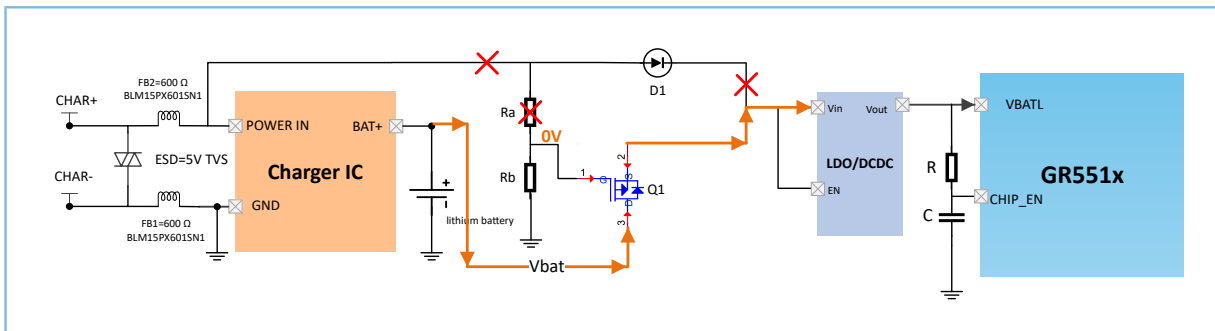 FB2=600 Ω
BLM15PX601SN1
CHAR+
POWER IN
BAT+
ESD=5V TVS
Charger IC
CHAR-
GND
FB1=600 Ω
BLM15PX601SN1
lithium battery
Vbat
Ra
0V
Rb
1
G
2
S
Q1
D
3
D1
Vin
Vout
LDO/DCDC
EN
R
C
VBATL
GR551x
CHIP_EN